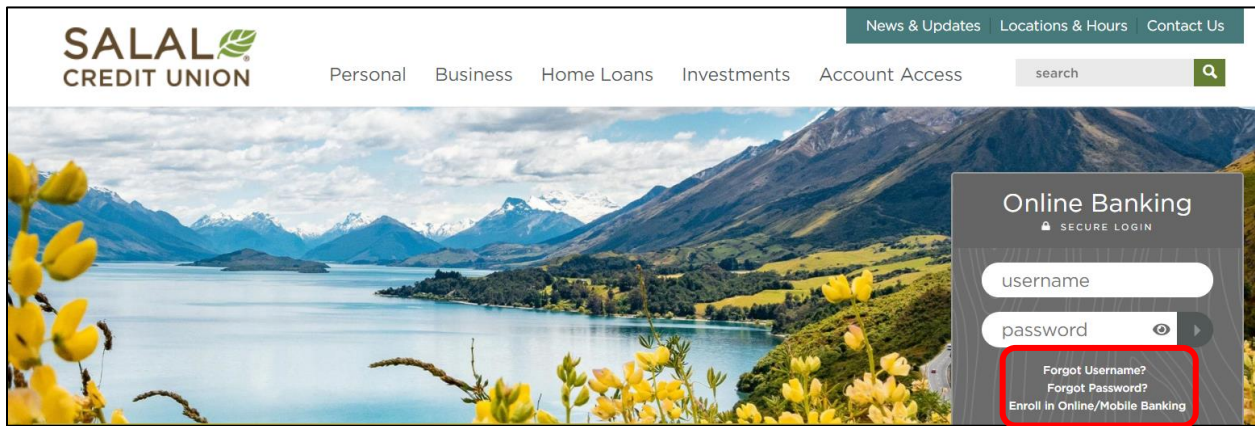 News & Updates Locations & Hours Contact Us
SALAL
CREDIT UNION
Personal Business Home Loans Investments Account Access
search
Online Banking
SECURE LOGIN
username
password
Forgot Username?
Forgot Password?
Enroll in Online/Mobile Banking